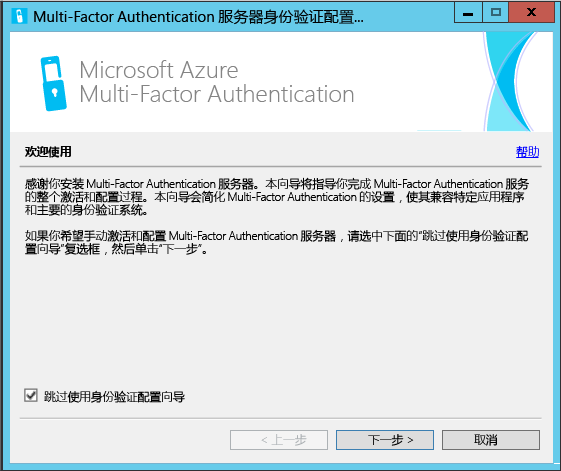 Multi-Factor Authentication 服务器身份验证配置...
Microsoft Azure
Multi-Factor Authentication
欢迎使用
帮助
感谢你安装 Multi-Factor Authentication 服务器。本向导将指导你完成 Multi-Factor Authentication 服务
的整个激活和配置过程。本向导会简化 Multi-Factor Authentication 的设置，使其兼容特定应用程序
和主要的身份验证系统。
如果你希望手动激活和配置 Multi-Factor Authentication 服务器，请选中下面的“跳过使用身份验证配
置向导”复选框，然后单击“下一步”。
跳过使用身份验证配置向导
< 上一步
下一步 >
取消